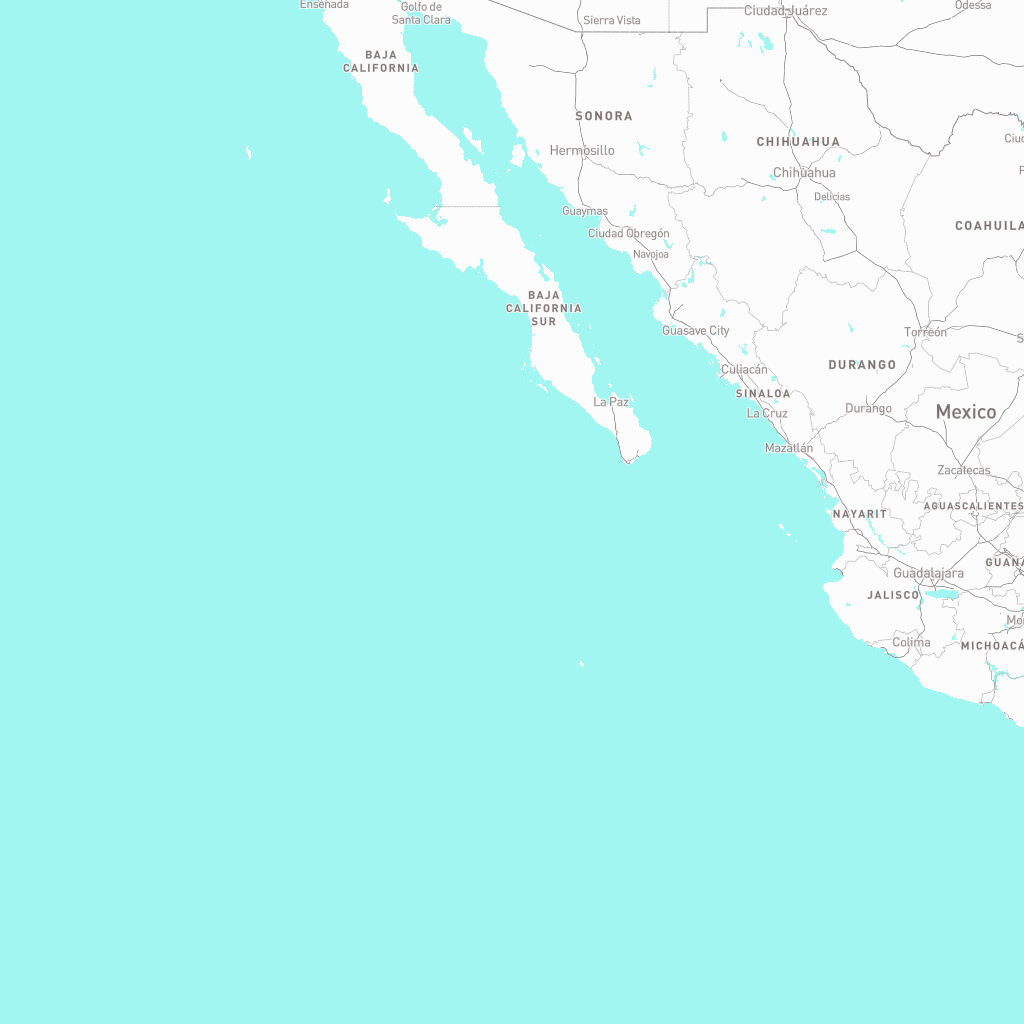 Ensenada
Golfo de
Santa Clara
Sierra Vista
Ciudad Juárez
Odessa
BAJA
CALIFORNIA
SONORA
Hermosillo
CHIHUAHUA
Chihuahua
Delicias
Guaymas
Ciudad Obregón
Navojoa
COAHUILA
BAJA
CALIFORNIA
SUR
Guasave City
Torreón
Culiacán
DURANGO
SINALOA
La Paz
La Cruz
Durango
Mexico
Mazatlán
Zacatecas
NAYARIT
AGUASCALIENTES
Guadalajara
JALISCO
Colima